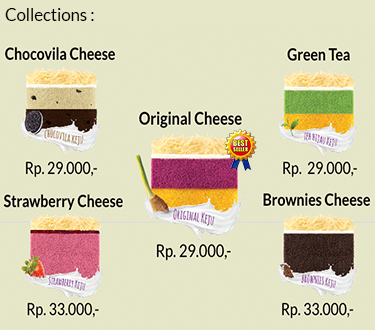 Collections :
Chocovila Cheese
CHOCOVILA KEJU
Rp. 29.000,-
Green Tea
TEH HIJAU KEJU
Rp. 29.000,-
Original Cheese
BEST
SELLER
ORIGINAL KEJU
Rp. 29.000,-
Strawberry Cheese
STRAWBERRY KEJU
Rp. 33.000,-
Brownies Cheese
BROWNIES KEJU
Rp. 33.000,-